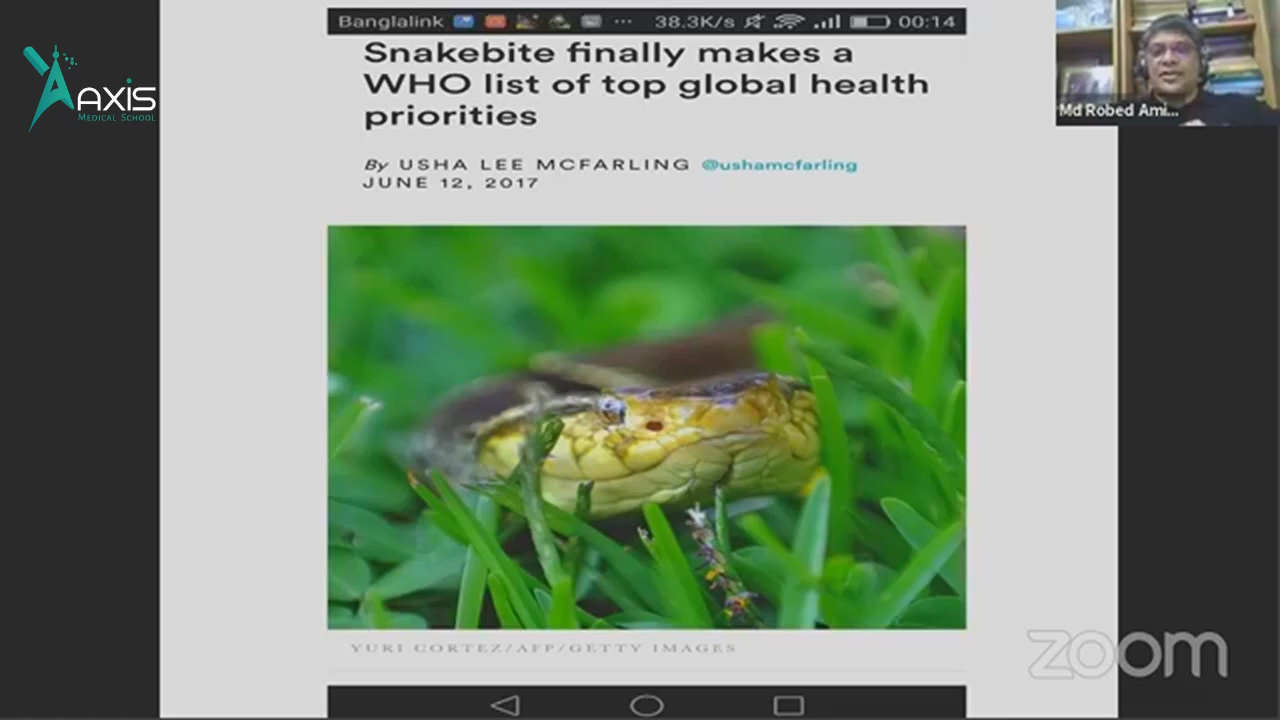 Banglalink
38.3K/s
00:14
Snakebite finally makes a
WHO list of top global health
priorities
By USHA LEE MCFARLING @ushamcfarling
JUNE 12, 2017
YURI CORTEZ/AFP/GETTY IMAGES
AXIS
MEDICAL SCHOOL
Md Robed Ami...
zoom